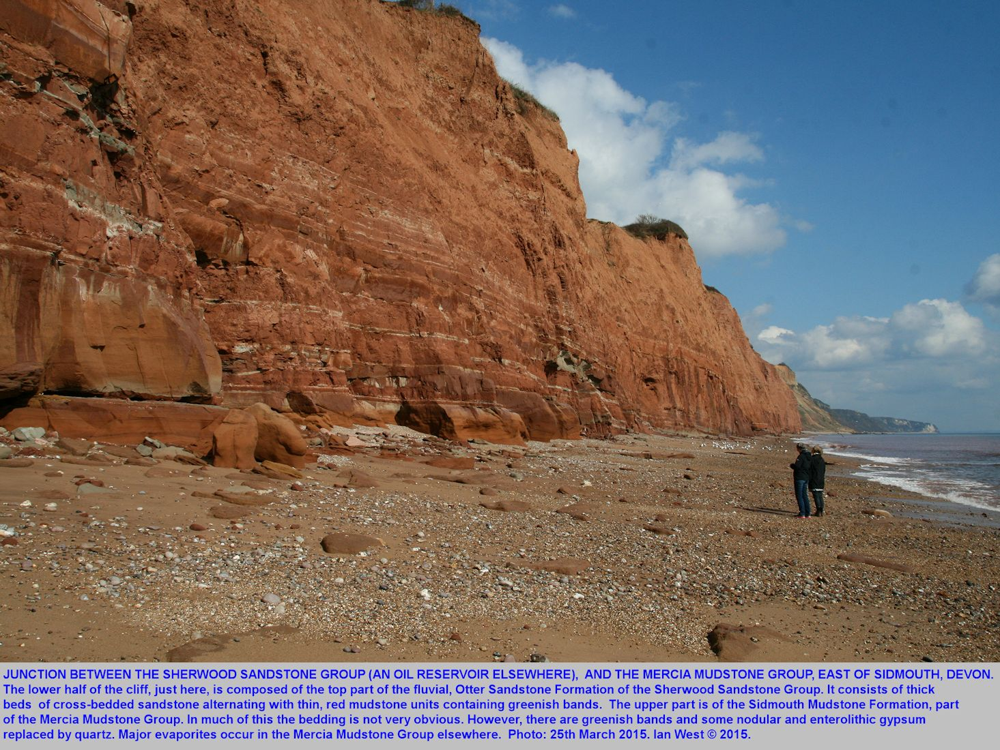 JUNCTION BETWEEN THE SHERWOOD SANDSTONE GROUP (AN OIL RESERVOIR ELSEWHERE),  AND THE MERCIA MUDSTONE GROUP, EAST OF SIDMOUTH, DEVON.
The lower half of the cliff, just here, is composed of the top part of the fluvial, Otter Sandstone Formation of the Sherwood Sandstone Group. It consists of thick
beds  of cross-bedded sandstone alternating with thin, red mudstone units containing greenish bands.  The upper part is of the Sidmouth Mudstone Formation, part
of the Mercia Mudstone Group. In much of this the bedding is not very obvious. However, there are greenish bands and some nodular and enterolithic gypsum
replaced by quartz. Major evaporites occur in the Mercia Mudstone Group elsewhere.  Photo: 25th March 2015. Ian West © 2015.